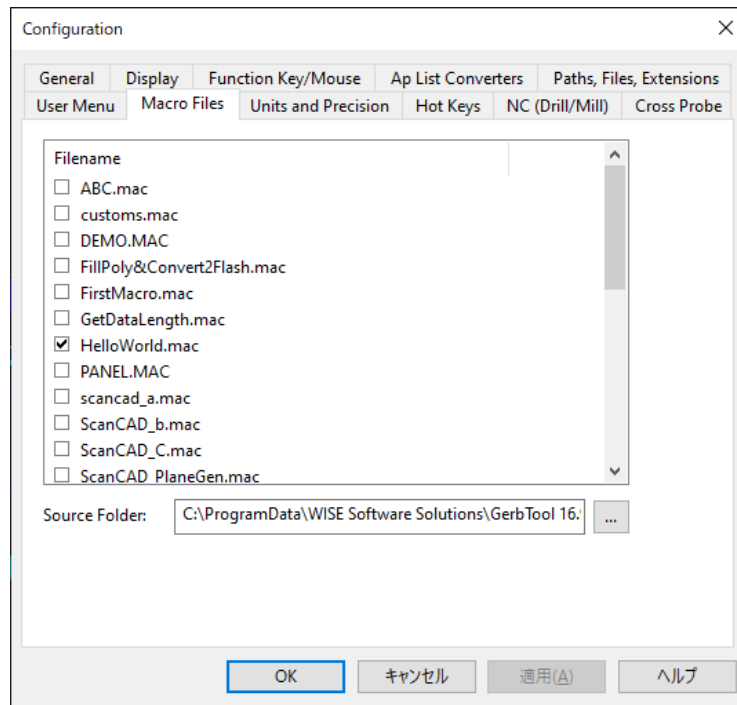 Configuration
General Display Function Key/Mouse Ap List Converters Paths, Files, Extensions
User Menu Macro Files Units and Precision Hot Keys NC (Drill/Mill) Cross Probe
Filename
ABC.mac
customs.mac
DEMO.MAC
FillPoly&Convert2Flash.mac
FirstMacro.mac
GetDataLength.mac
HelloWorld.mac
PANEL.MAC
scancad_a.mac
ScanCAD_b.mac
ScanCAD_C.mac
ScanCAD_PlaneGen.mac
Source Folder: C:\ProgramData\WISE Software Solutions\GerbTool 16. ...
OK キャンセル 適用(A) ヘルプ